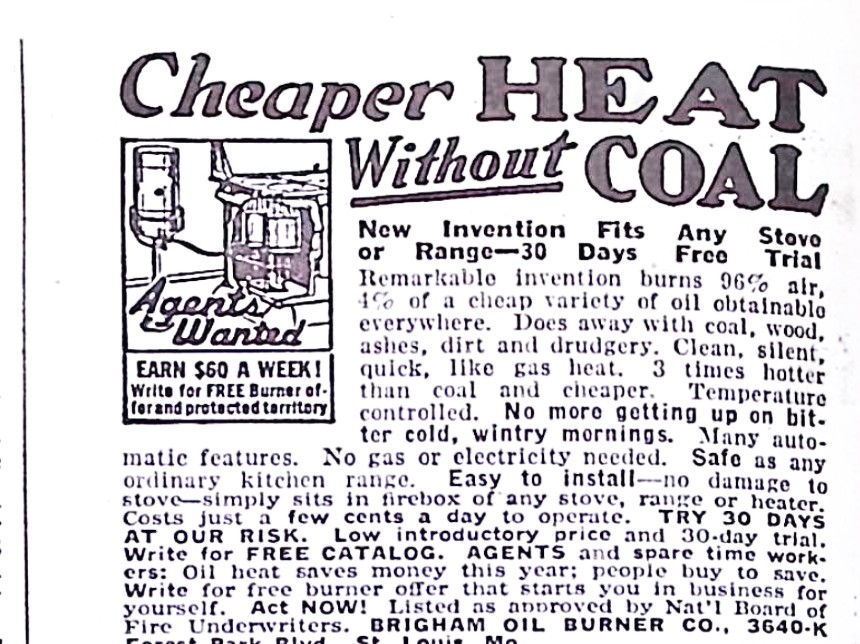 Cheaper HEAT
Without COAL
Agents
Wanted
EARN $60 A WEEK!
Write for FREE Burner of-
fer and protected territory
New Invention Fits Any Stove
or Range—30 Days Free Trial
Remarkable invention burns 96% air,
4% of a cheap variety of oil obtainable
everywhere. Does away with coal, wood,
ashes, dirt and drudgery. Clean, silent,
quick, like gas heat. 3 times hotter
than coal and cheaper. Temperature
controlled. No more getting up on bit-
ter cold, wintry mornings. Many auto-
matic features. No gas or electricity needed. Safe as any
ordinary kitchen range. Easy to install—no damage to
stove—simply sits in firebox of any stove, range or heater.
Costs just a few cents a day to operate. TRY 30 DAYS
AT OUR RISK. Low introductory price and 30-day trial.
Write for FREE CATALOG. AGENTS and spare time work-
ers: Oil heat saves money this year; people buy to save.
Write for free burner offer that starts you in business for
yourself. Act NOW! Listed as approved by Nat'l Board of
Fire Underwriters. BRIGHAM OIL BURNER CO., 3640-K
Forest Park Blvd., St. Louis, Mo.